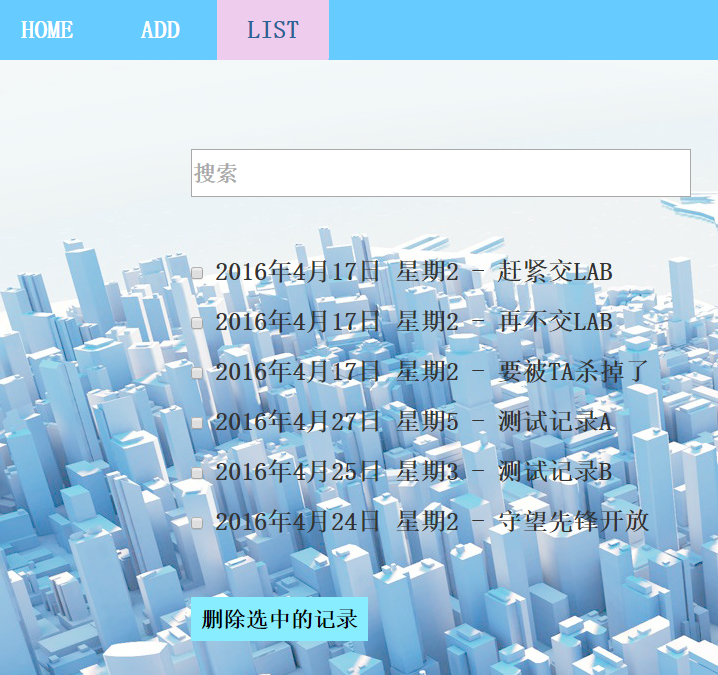 HOME ADD LIST
搜索
2016年4月17日 星期2 - 赶紧交LAB
2016年4月17日 星期2 - 再不交LAB
2016年4月17日 星期2 - 要被TA杀掉了
2016年4月27日 星期5 - 测试记录A
2016年4月25日 星期3 - 测试记录B
2016年4月24日 星期2 - 守望先锋开放
删除选中的记录